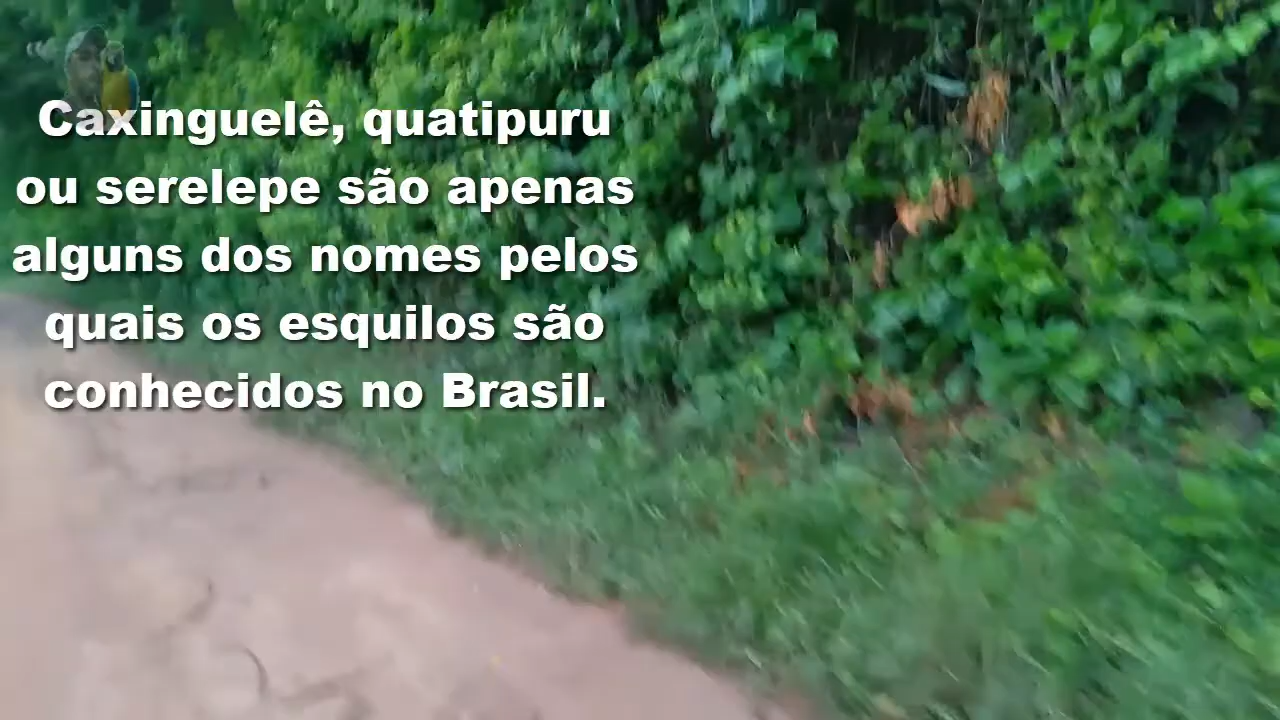 Caxinguelê, quatipuru
ou serelepe são apenas
alguns dos nomes pelos
quais os esquilos são
conhecidos no Brasil.